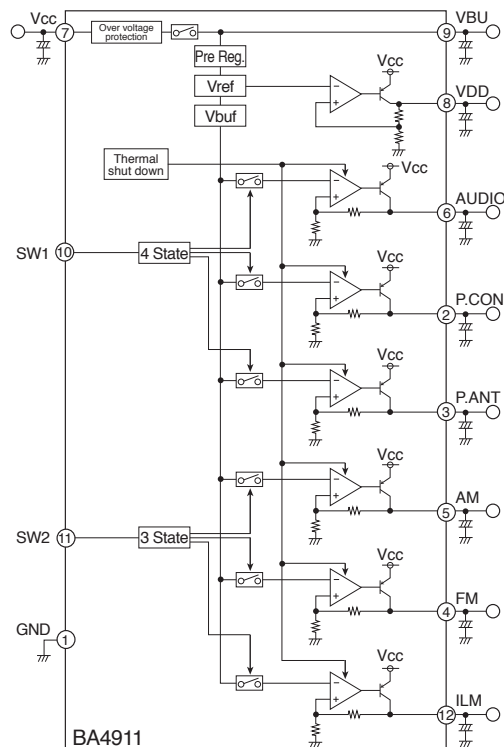 Vcc
7
Over voltage
protection
9
VBU
Pre Reg.
Vcc
Vref
−
+
8
VDD
Vbuf
Thermal
shut down
Vcc
−
+
6
AUDIO
SW1
10
4 State
Vcc
−
+
2
P.CON
Vcc
−
+
3
P.ANT
Vcc
−
+
5
AM
SW2
11
3 State
Vcc
−
+
4
FM
GND
1
Vcc
−
+
12
ILM
BA4911